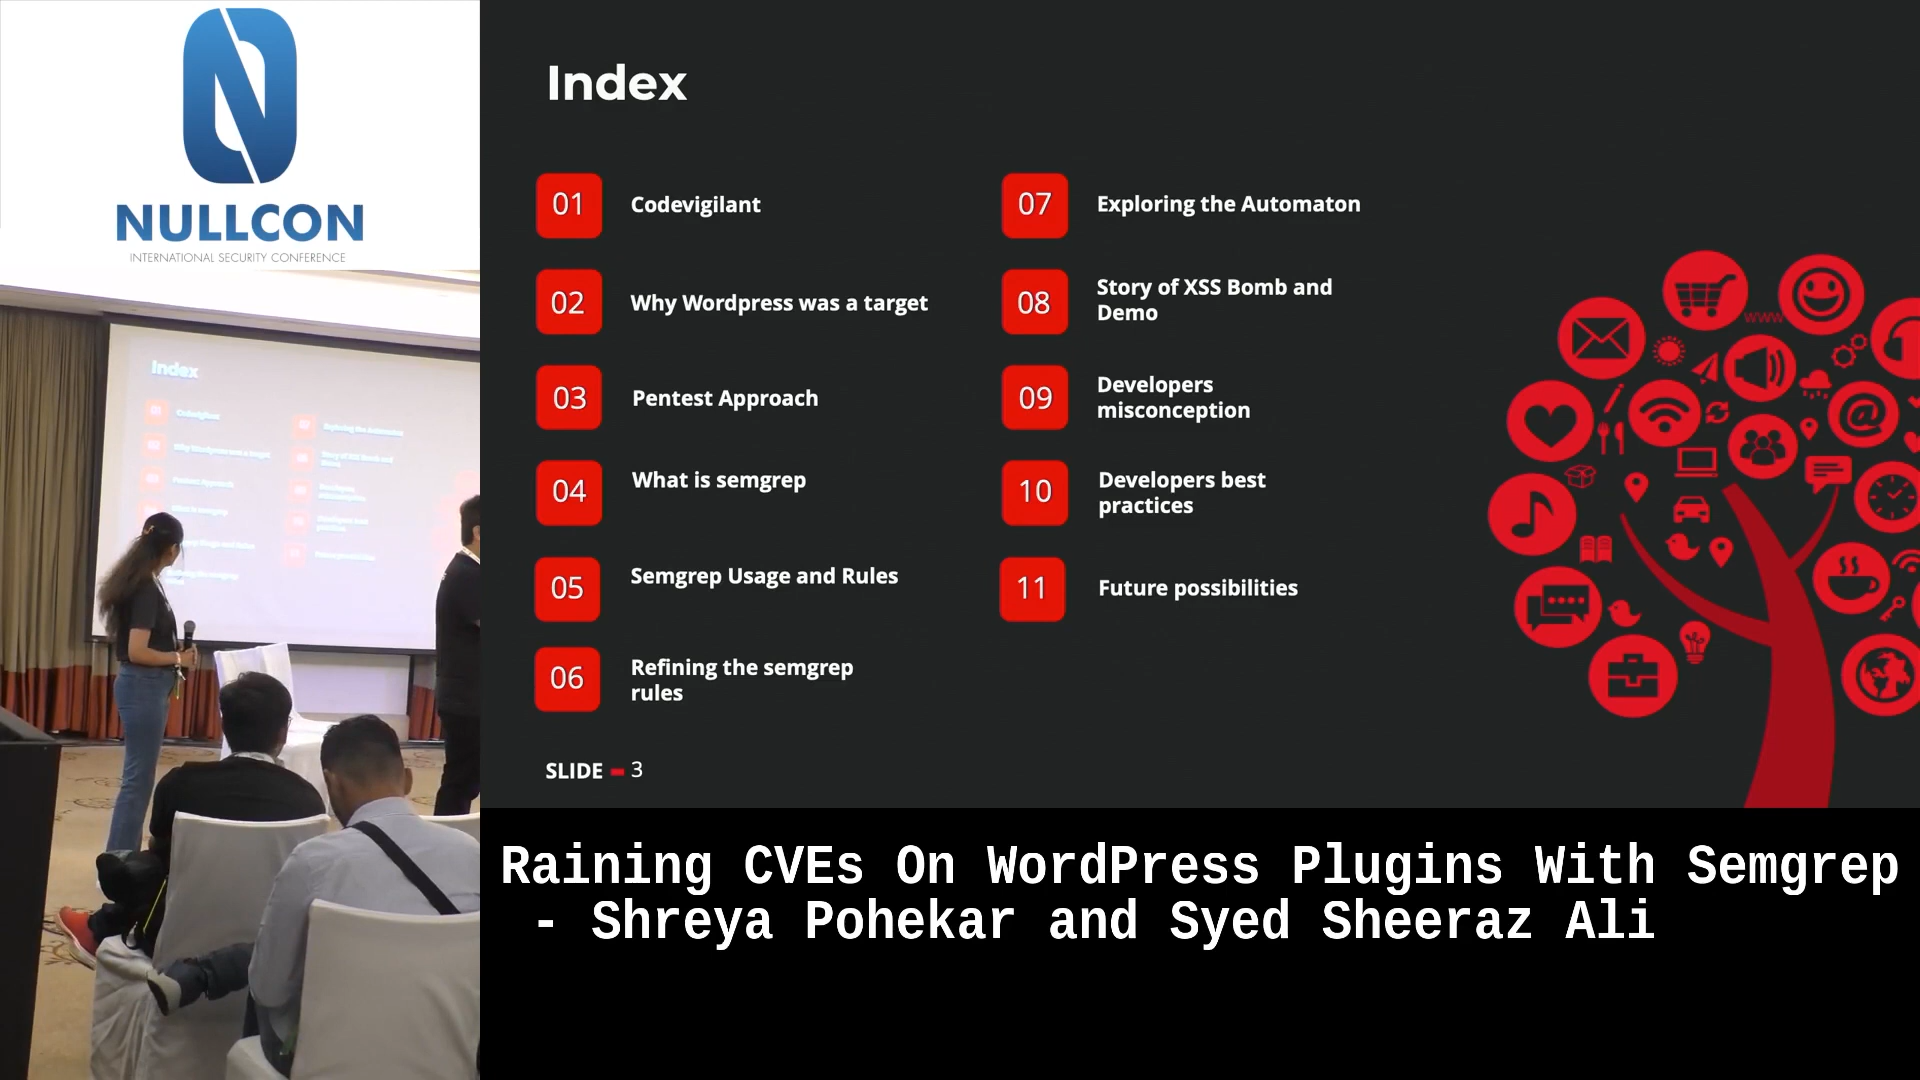 NULLCON
INTERNATIONAL SECURITY CONFERENCE
Index
01 Codevigilant
02 Why Wordpress was a target
03 Pentest Approach
04 What is semgrep
05 Semgrep Usage and Rules
06 Refining the semgrep
rules
07 Exploring the Automaton
08 Story of XSS Bomb and
Demo
09 Developers
misconception
10 Developers best
practices
11 Future possibilities
www
SLIDE 3
Index
Raining CVEs On WordPress Plugins With Semgrep
- Shreya Pohekar and Syed Sheeraz Ali